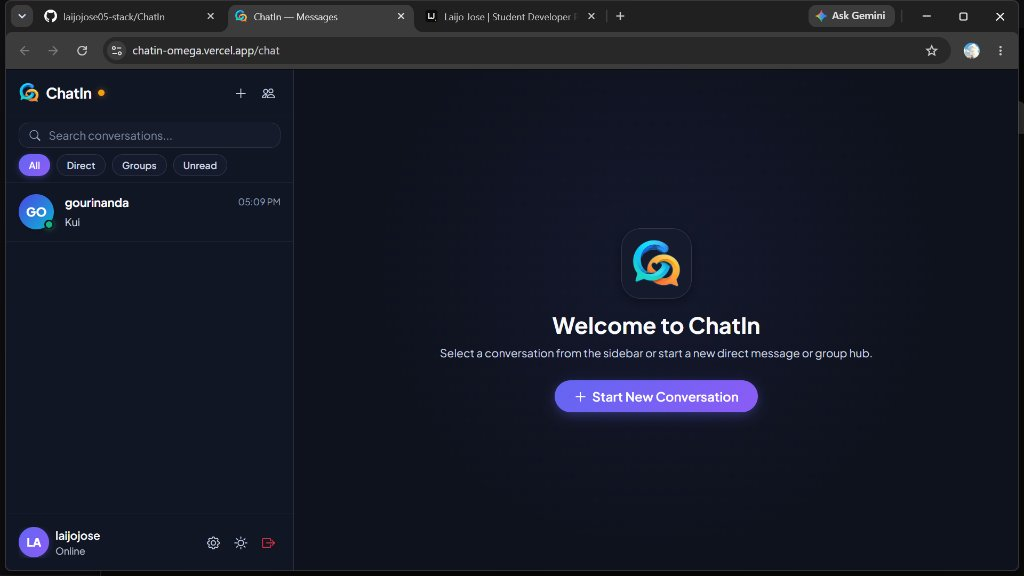 laijojose05-stack/ChatIn
ChatIn — Messages
Laijo Jose | Student Developer
Ask Gemini
chatin-omega.vercel.app/chat
ChatIn
Search conversations...
All
Direct
Groups
Unread
GO
gourinanda
05:09 PM
Kui
Welcome to ChatIn
Select a conversation from the sidebar or start a new direct message or group hub.
+ Start New Conversation
LA
laijojose
Online